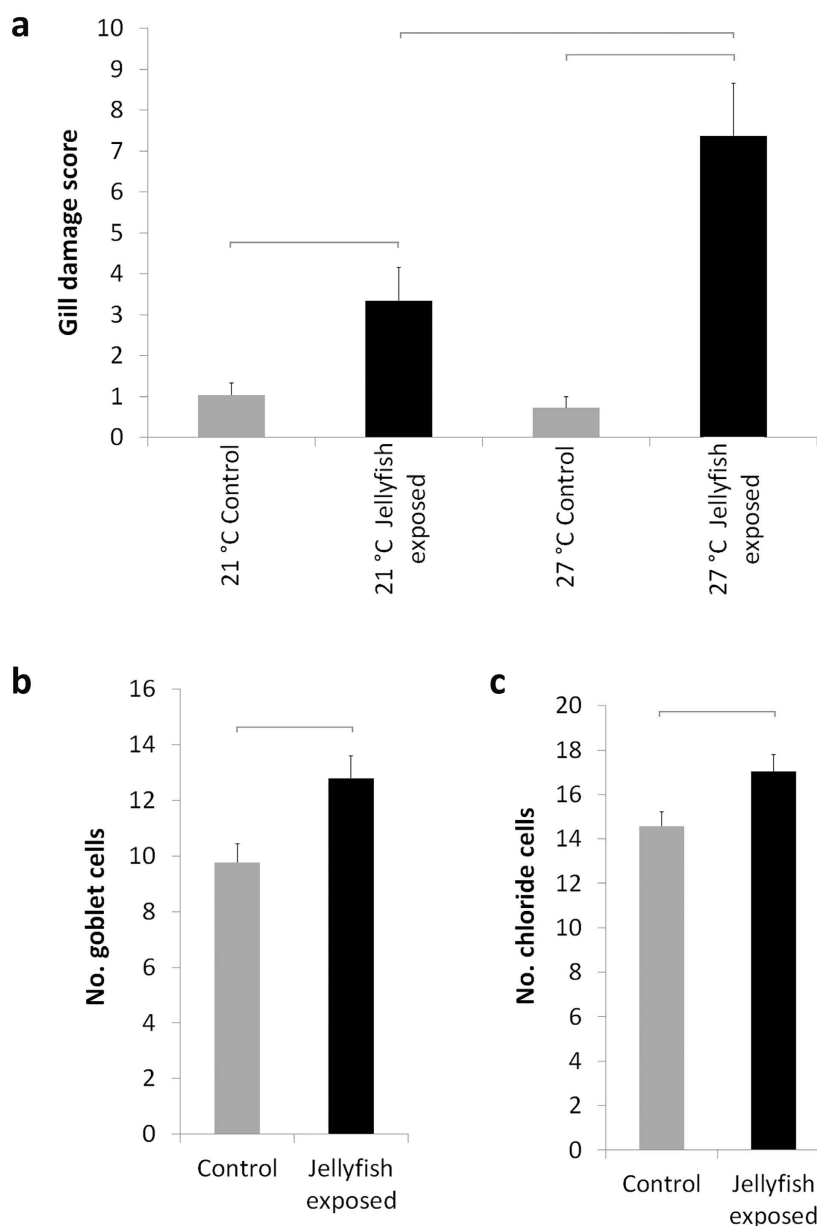 a
Gill damage score
10
9
8
7
6
5
4
3
2
1
0
21 °C Control
21 °C Jellyfish
exposed
27 °C Control
27 °C Jellyfish
exposed
b
No. goblet cells
16
14
12
10
8
6
4
2
0
Control
Jellyfish
exposed
c
No. chloride cells
20
18
16
14
12
10
8
6
4
2
0
Control
Jellyfish
exposed